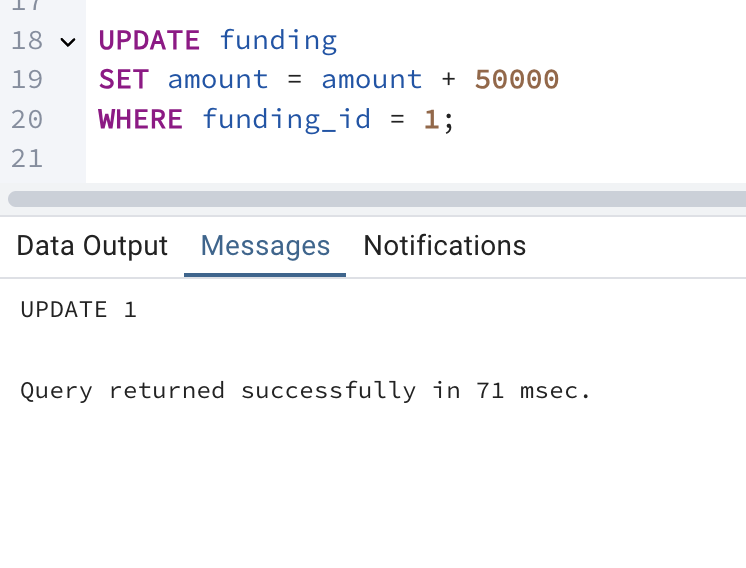 17
18 UPDATE funding
19 SET amount = amount + 50000
20 WHERE funding_id = 1;
21
Data Output Messages Notifications
UPDATE 1
Query returned successfully in 71 msec.